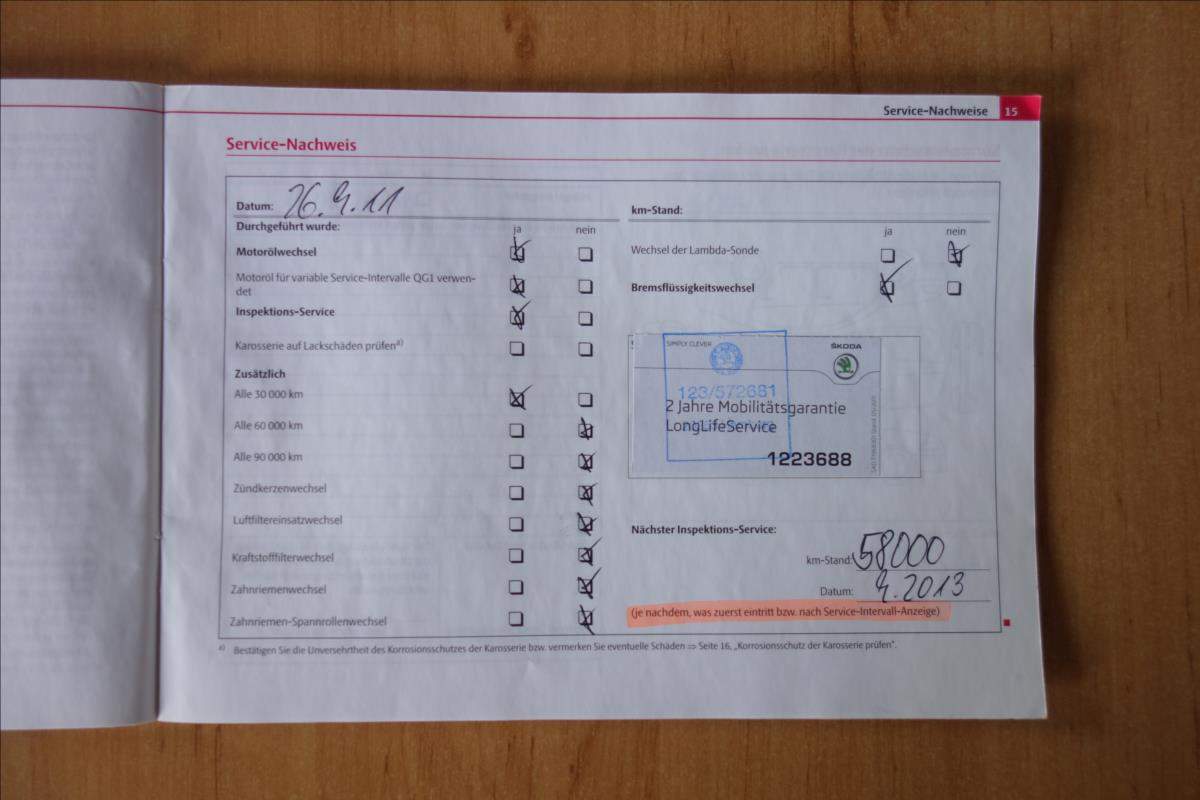 Service-Nachweise 15
Service-Nachweis
Datum: 26.4.11
Durchgeführt wurde: ja nein
Motorölwechsel
Motoröl für variable Service-Intervalle QG1 verwen-
det
Inspektions-Service
Karosserie auf Lackschäden prüfen a)
Zusätzlich
Alle 30 000 km
Alle 60 000 km
Alle 90 000 km
Zündkerzenwechsel
Luftfiltereinsatzwechsel
Kraftstofffilterwechsel
Zahnriemenwechsel
Zahnriemen-Spannrollenwechsel
km-Stand:
ja nein
Wechsel der Lambda-Sonde
Bremsflüssigkeitswechsel
SIMPLY CLEVER
ŠKODA
123/572681
2 Jahre Mobilitätsgarantie
LongLifeService
1223688
Nächster Inspektions-Service:
km-Stand: 58000
Datum: 4.2013
(je nachdem, was zuerst eintritt bzw. nach Service-Intervall-Anzeige)
a) Bestätigen Sie die Unversehrtheit des Korrosionsschutzes der Karosserie bzw. vermerken Sie eventuelle Schäden ⇒ Seite 16, „Korrosionsschutz der Karosserie prüfen“.